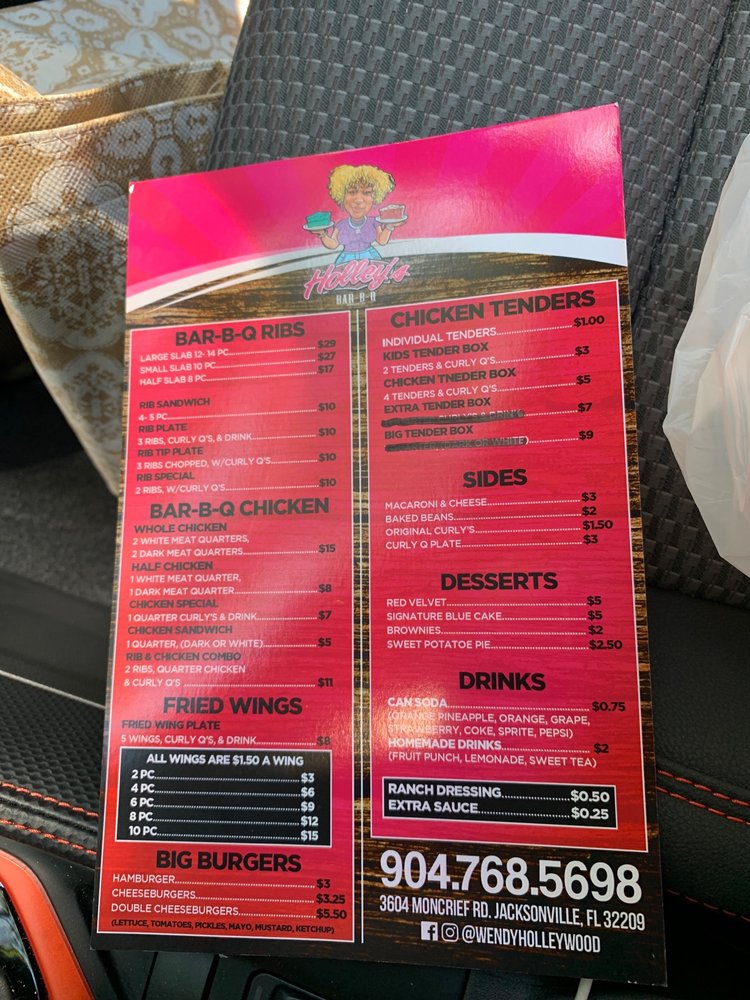 Holley's
BAR-B-Q
BAR-B-Q RIBS
LARGE SLAB 12- 14 PC $29
SMALL SLAB 10 PC $27
HALF SLAB 8 PC $17
RIB SANDWICH
4- 5 PC $10
RIB PLATE
3 RIBS, CURLY Q'S, & DRINK $10
RIB TIP PLATE
3 RIBS CHOPPED, W/CURLY Q'S $10
RIB SPECIAL
2 RIBS, W/CURLY Q'S $10
BAR-B-Q CHICKEN
WHOLE CHICKEN
2 WHITE MEAT QUARTERS,
2 DARK MEAT QUARTERS $15
HALF CHICKEN
1 WHITE MEAT QUARTER,
1 DARK MEAT QUARTER $8
CHICKEN SPECIAL
1 QUARTER CURLY'S & DRINK $7
CHICKEN SANDWICH
1 QUARTER, (DARK OR WHITE) $5
RIB & CHICKEN COMBO
2 RIBS, QUARTER CHICKEN
& CURLY Q'S $11
FRIED WINGS
FRIED WING PLATE
5 WINGS, CURLY Q'S, & DRINK $8
ALL WINGS ARE $1.50 A WING
2 PC $3
4 PC $6
6 PC $9
8 PC $12
10 PC $15
BIG BURGERS
HAMBURGER $3
CHEESEBURGERS $3.25
DOUBLE CHEESEBURGERS $5.50
(LETTUCE, TOMATOES, PICKLES, MAYO, MUSTARD, KETCHUP)
CHICKEN TENDERS
INDIVIDUAL TENDERS $1.00
KIDS TENDER BOX
2 TENDERS & CURLY Q'S $3
CHICKEN TNEDER BOX
4 TENDERS & CURLY Q'S $5
EXTRA TENDER BOX
CURLY'S & DRINK $7
BIG TENDER BOX
(DARK OR WHITE) $9
SIDES
MACARONI & CHEESE $3
BAKED BEANS $2
ORIGINAL CURLY'S $1.50
CURLY Q PLATE $3
DESSERTS
RED VELVET $5
SIGNATURE BLUE CAKE $5
BROWNIES $2
SWEET POTATOE PIE $2.50
DRINKS
CAN SODA $0.75
(ORANGE PINEAPPLE, ORANGE, GRAPE,
STRAWBERRY, COKE, SPRITE, PEPSI)
HOMEMADE DRINKS $2
(FRUIT PUNCH, LEMONADE, SWEET TEA)
RANCH DRESSING $0.50
EXTRA SAUCE $0.25
904.768.5698
3604 MONCRIEF RD. JACKSONVILLE, FL 32209
@WENDYHOLLEYWOOD